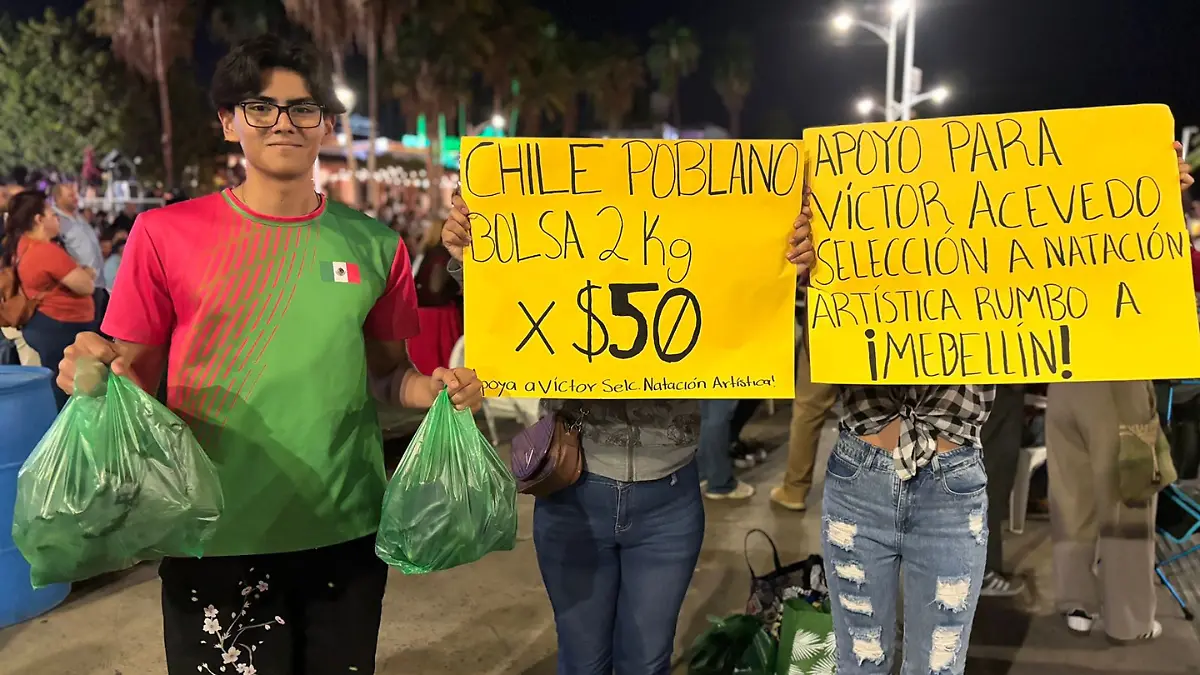 CHILE POBLANO
BOLSA 2 Kg
X $50
poya a Víctor Selc. Natación Artística!
APOYO PARA
VÍCTOR ACEVEDO
SELECCIÓN A NATACIÓN
ARTÍSTICA RUMBO A
¡MEDELLÍN!